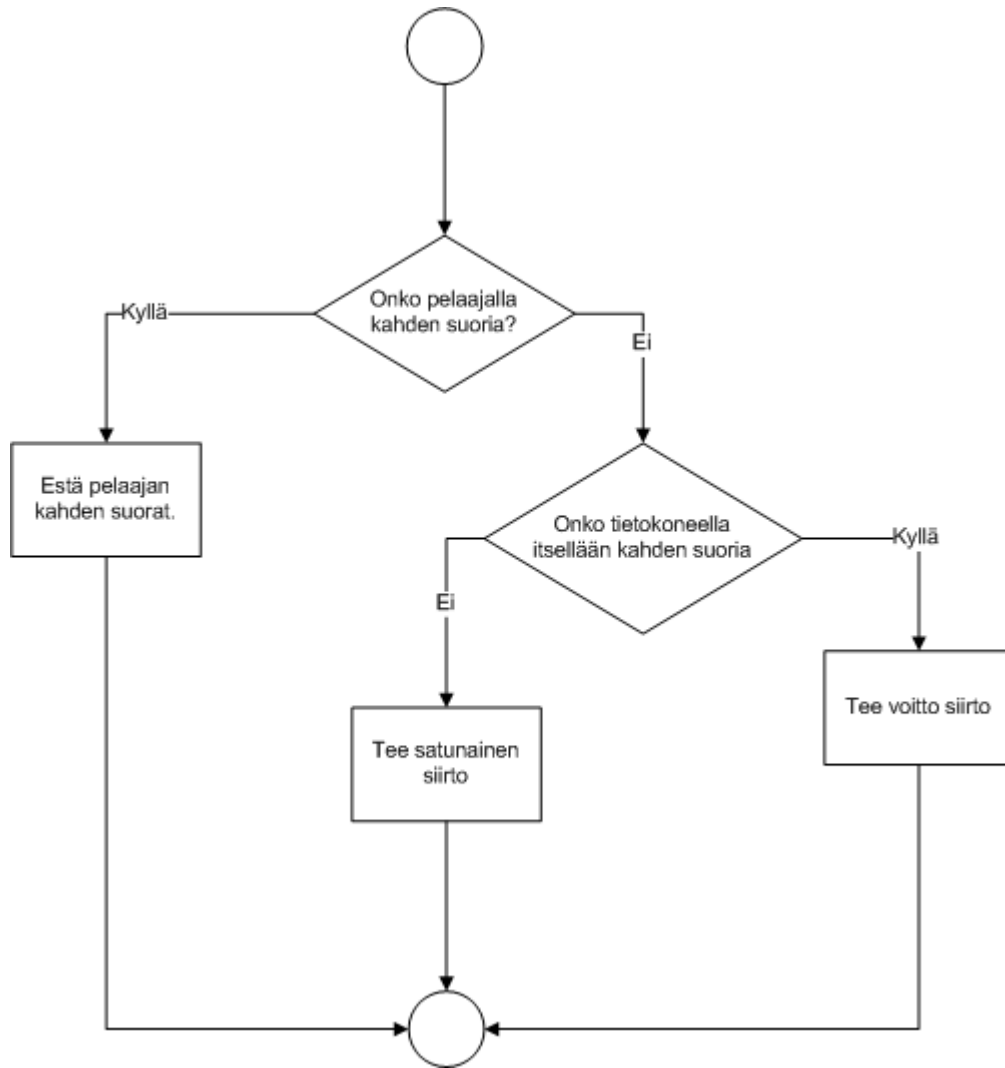 Onko pelaajalla
kahden suoria?
Kyllä
Ei
Estä pelaajan
kahden suorat.
Onko tietokoneella
itsellään kahden suoria
Kyllä
Ei
Tee voitto siirto
Tee satunainen
siirto